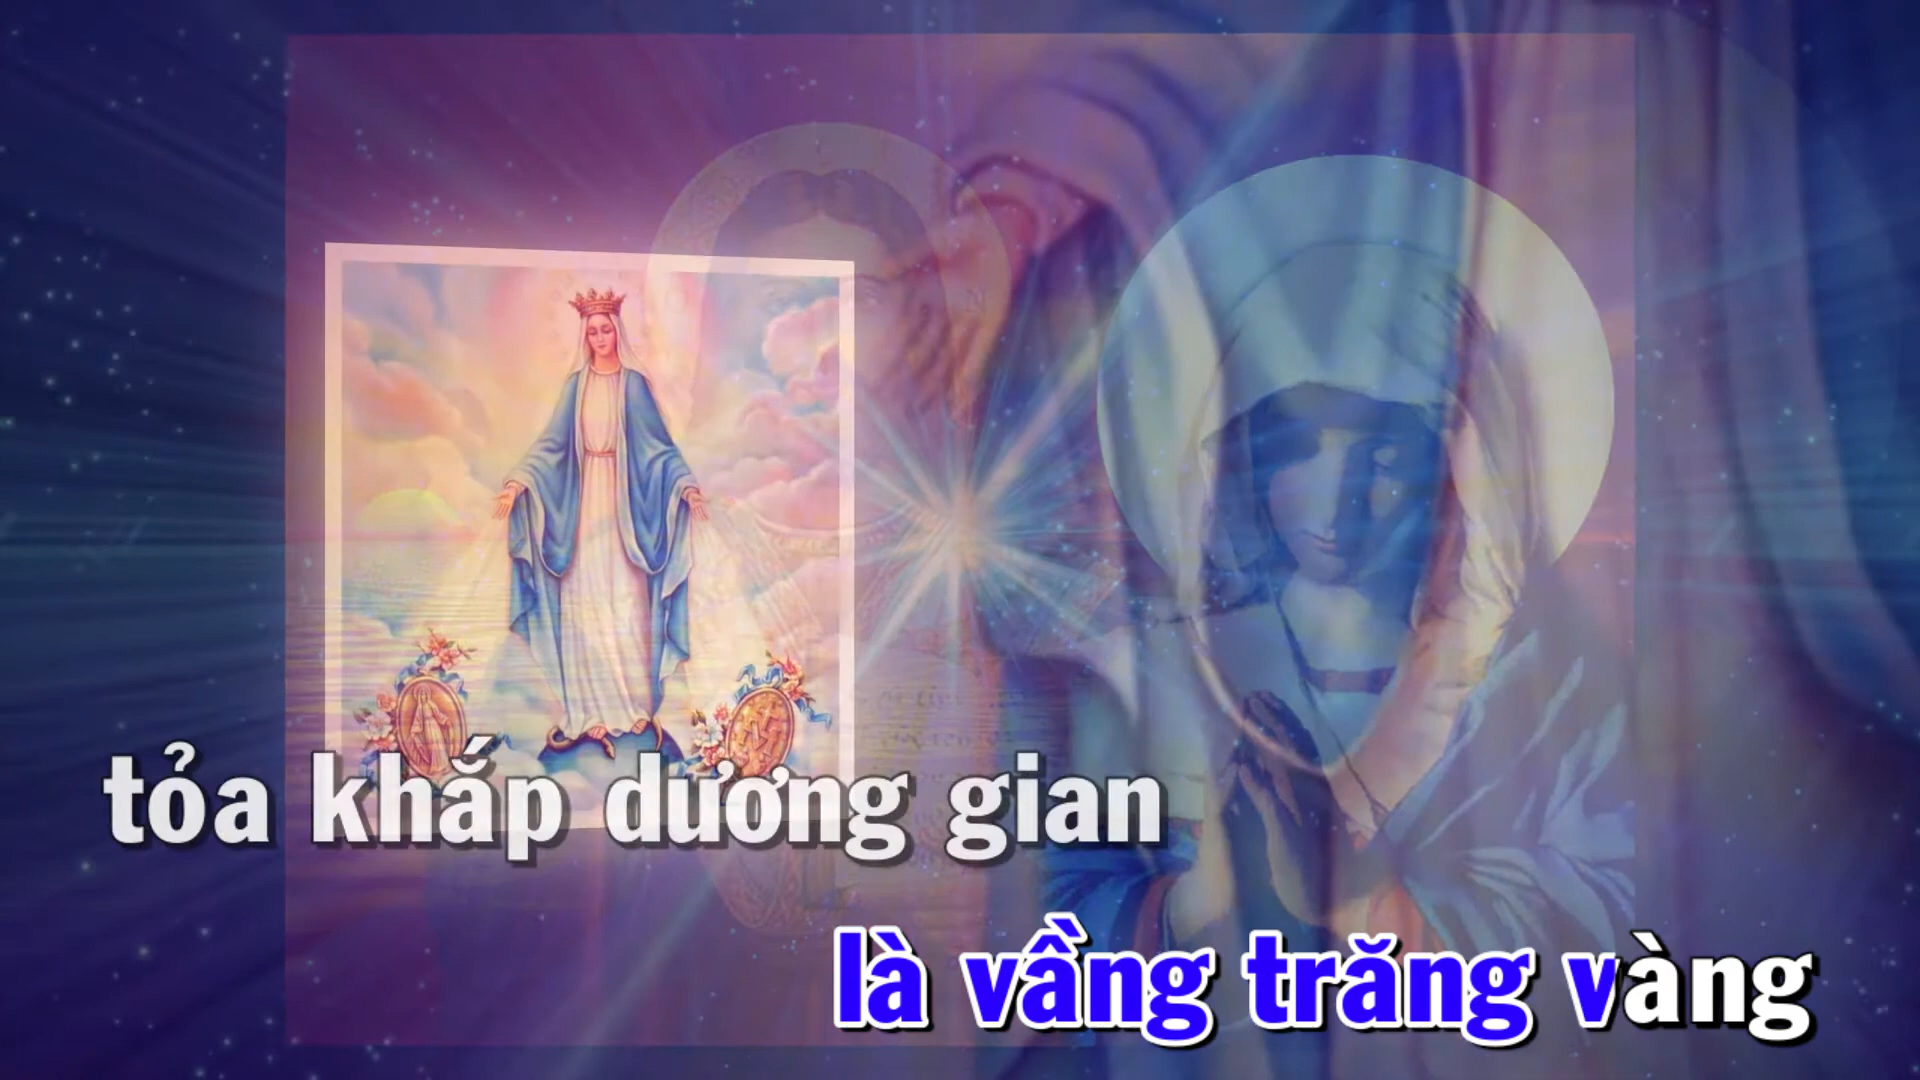 tỏa khắp dương gian
là vầng trăng vàng